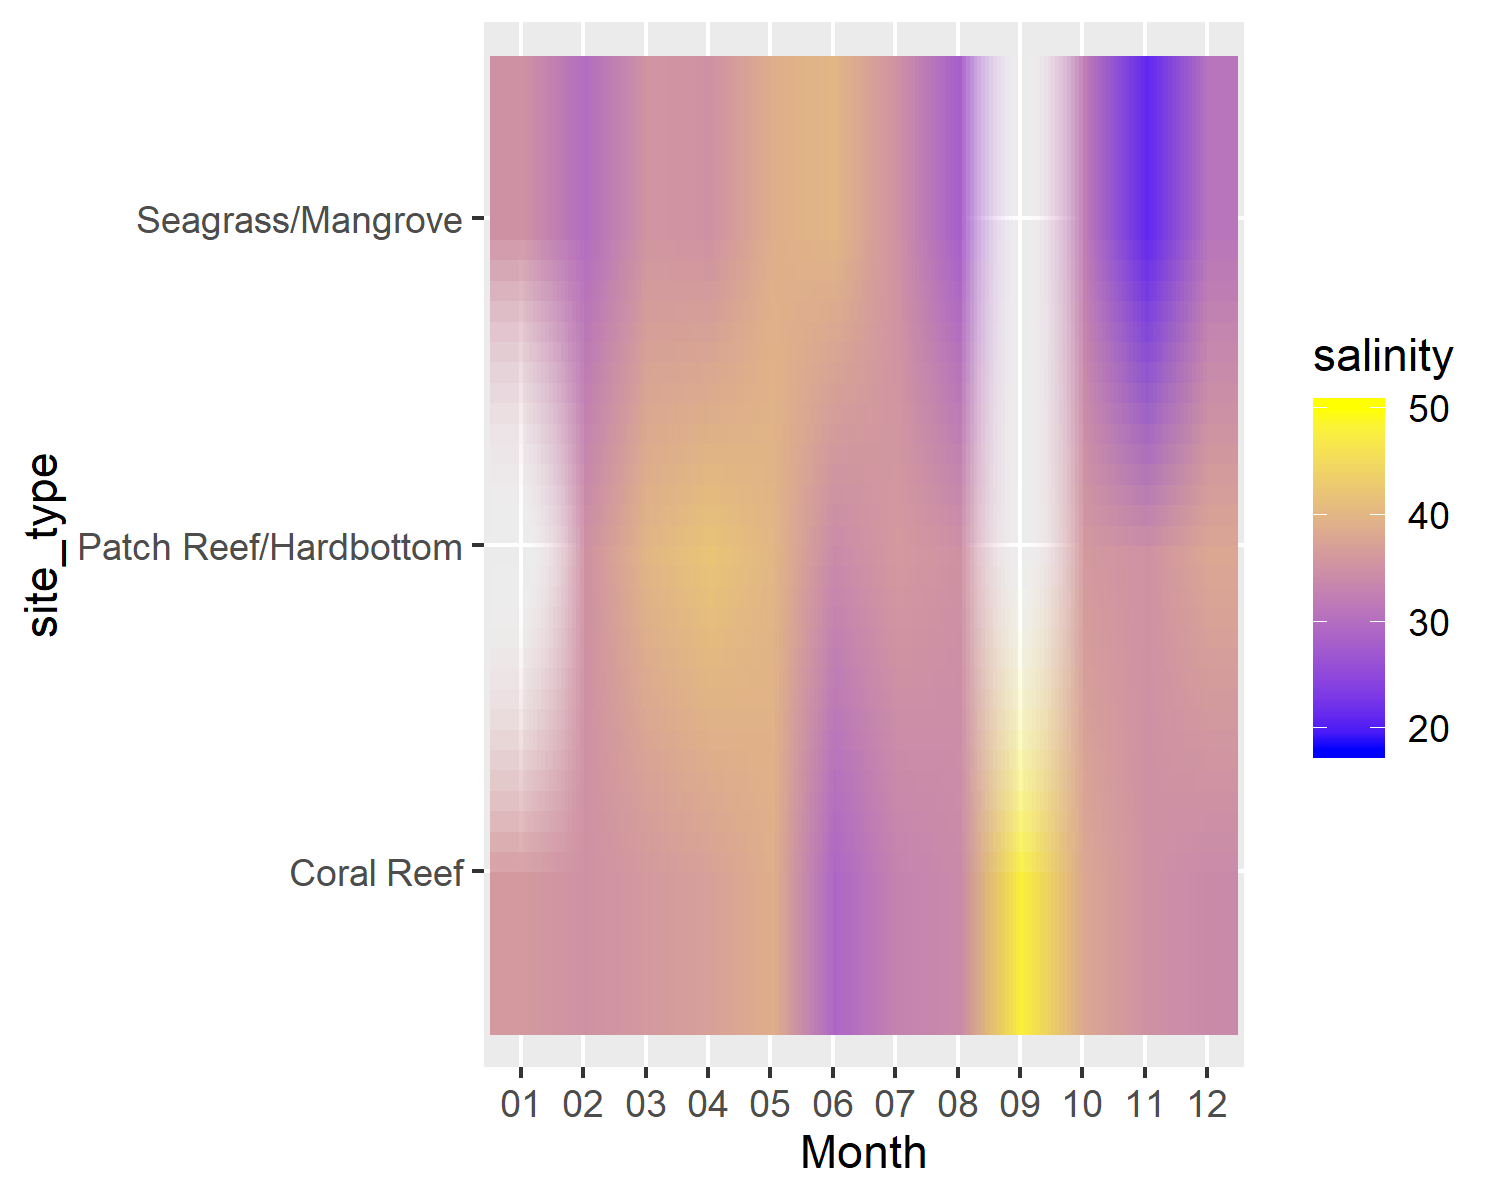 Seagrass/Mangrove
Patch Reef/Hardbottom
Coral Reef
site_type
01 02 03 04 05 06 07 08 09 10 11 12
Month
salinity
50
40
30
20